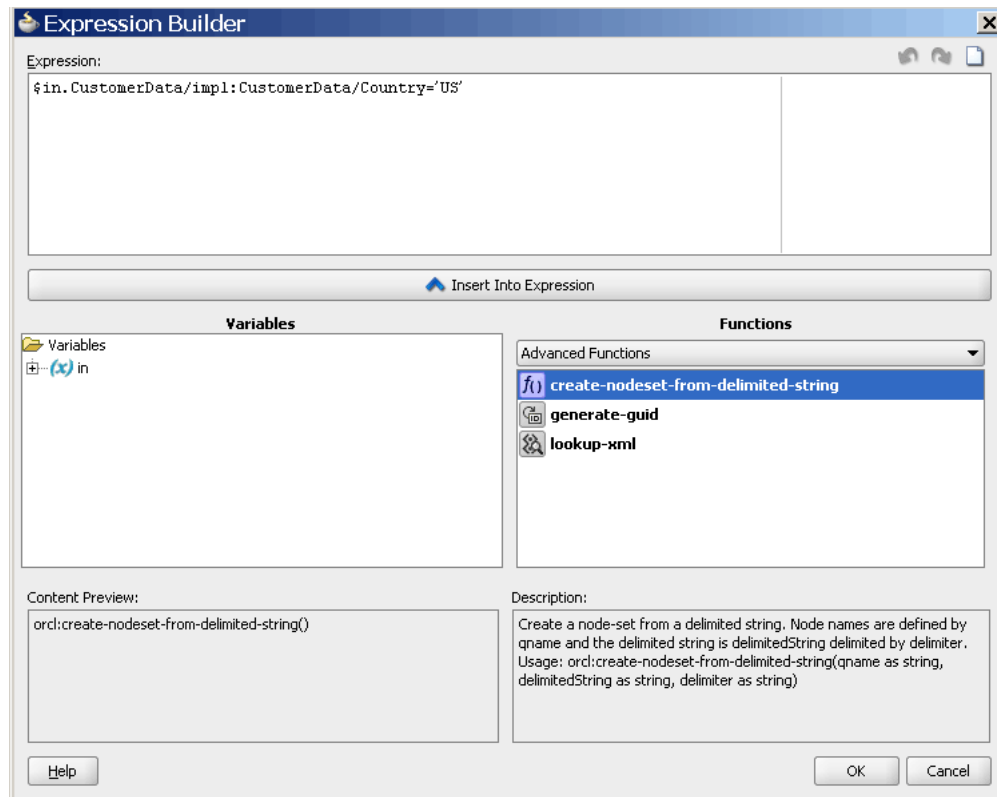 Expression Builder
Expression:
$in.CustomerData/impl:CustomerData/Country='US'
Insert Into Expression
Variables
Functions
Variables
(x) in
Advanced Functions
f() create-nodeset-from-delimited-string
generate-guid
lookup-xml
Content Preview:
Description:
orcl:create-nodeset-from-delimited-string()
Create a node-set from a delimited string. Node names are defined by
qname and the delimited string is delimitedString delimited by delimiter.
Usage: orcl:create-nodeset-from-delimited-string(qname as string,
delimitedString as string, delimiter as string)
Help
OK
Cancel